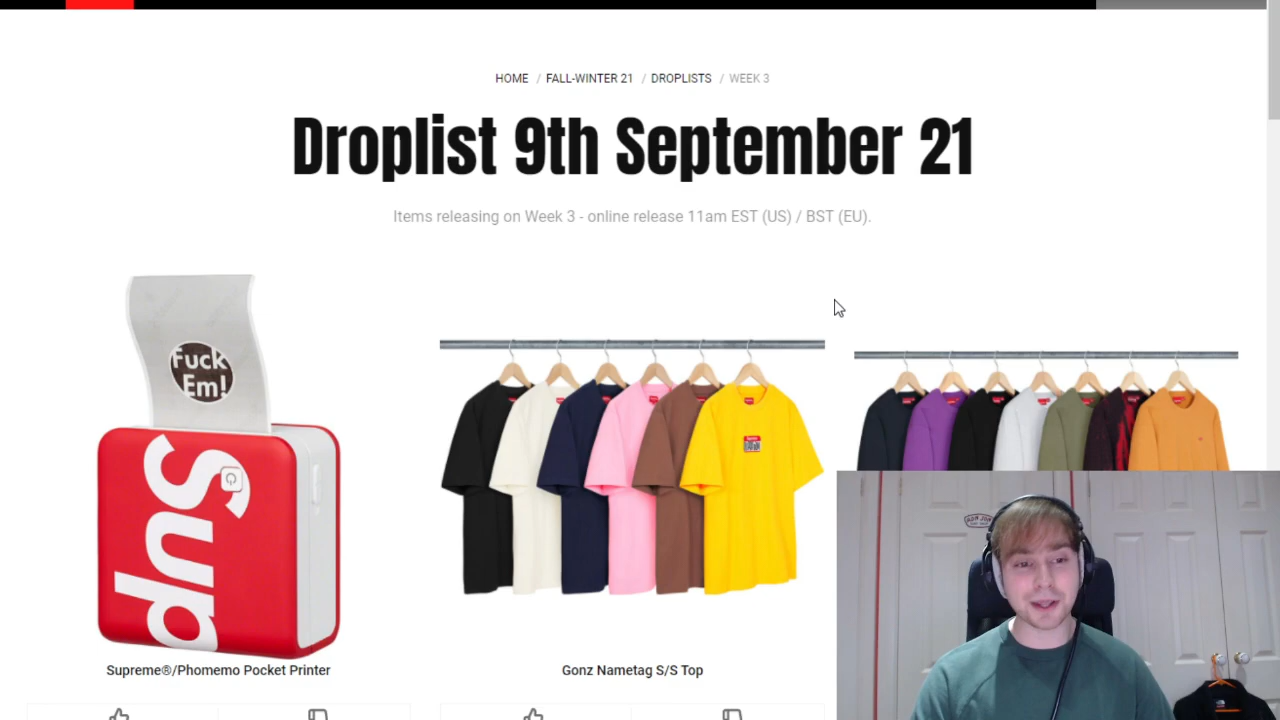 HOME / FALL-WINTER 21 / DROPLISTS / WEEK 3
Droplist 9th September 21
Items releasing on Week 3 - online release 11am EST (US) / BST (EU).
Fuck
Em!
Sup
Supreme®/Phomemo Pocket Printer
Gonz Nametag S/S Top